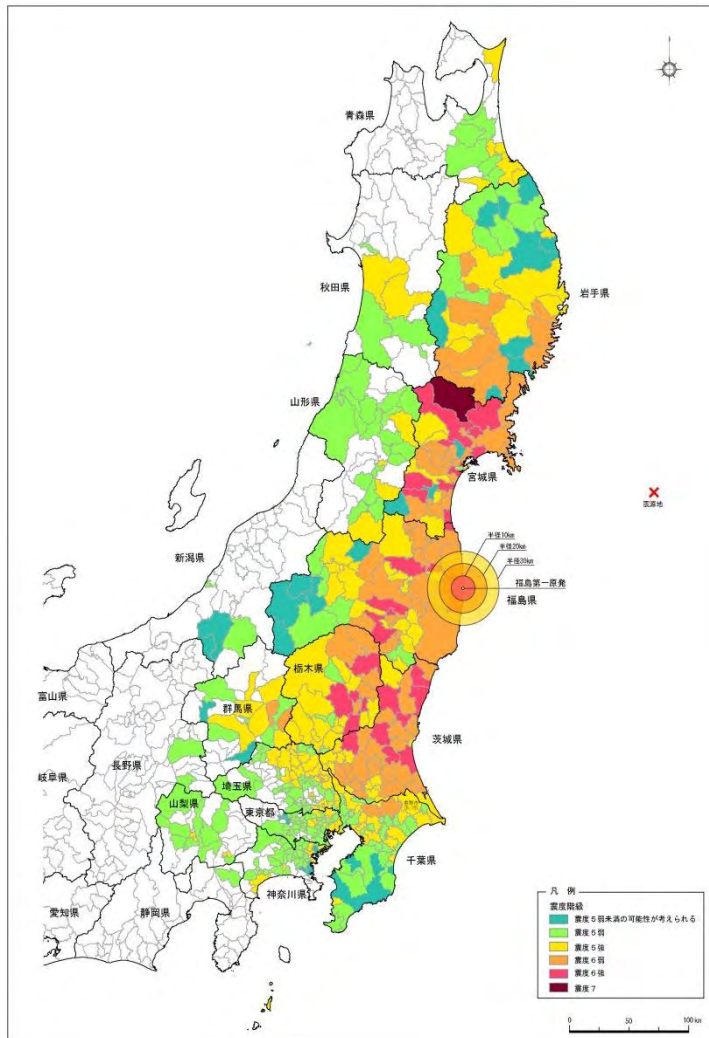 青森県
秋田県
岩手県
山形県
宮城県
震源地
半径10km
半径20km
半径30km
新潟県
福島第一原発
福島県
栃木県
富山県
群馬県
茨城県
岐阜県
長野県
埼玉県
山梨県
東京都
千葉県
神奈川県
愛知県
静岡県
凡 例
震度階級
震度5弱未満の可能性が考えられる
震度5弱
震度5強
震度6弱
震度6強
震度7
0 50 100 km